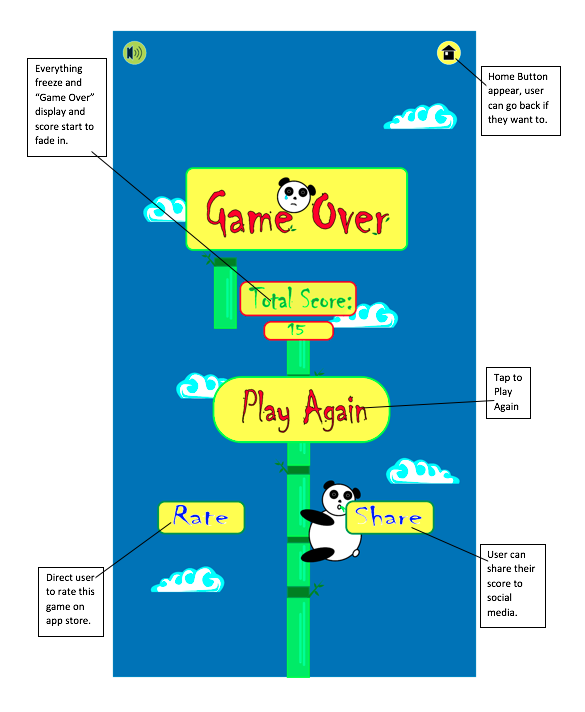 Everything
freeze and
“Game Over”
display and
score start to
fade in.
Home Button
appear, user
can go back if
they want to.
Game Over
Total Score:
15
Play Again
Tap to
Play
Again
Rate
Share
Direct user
to rate this
game on
app store.
User can
share their
score to
social
media.